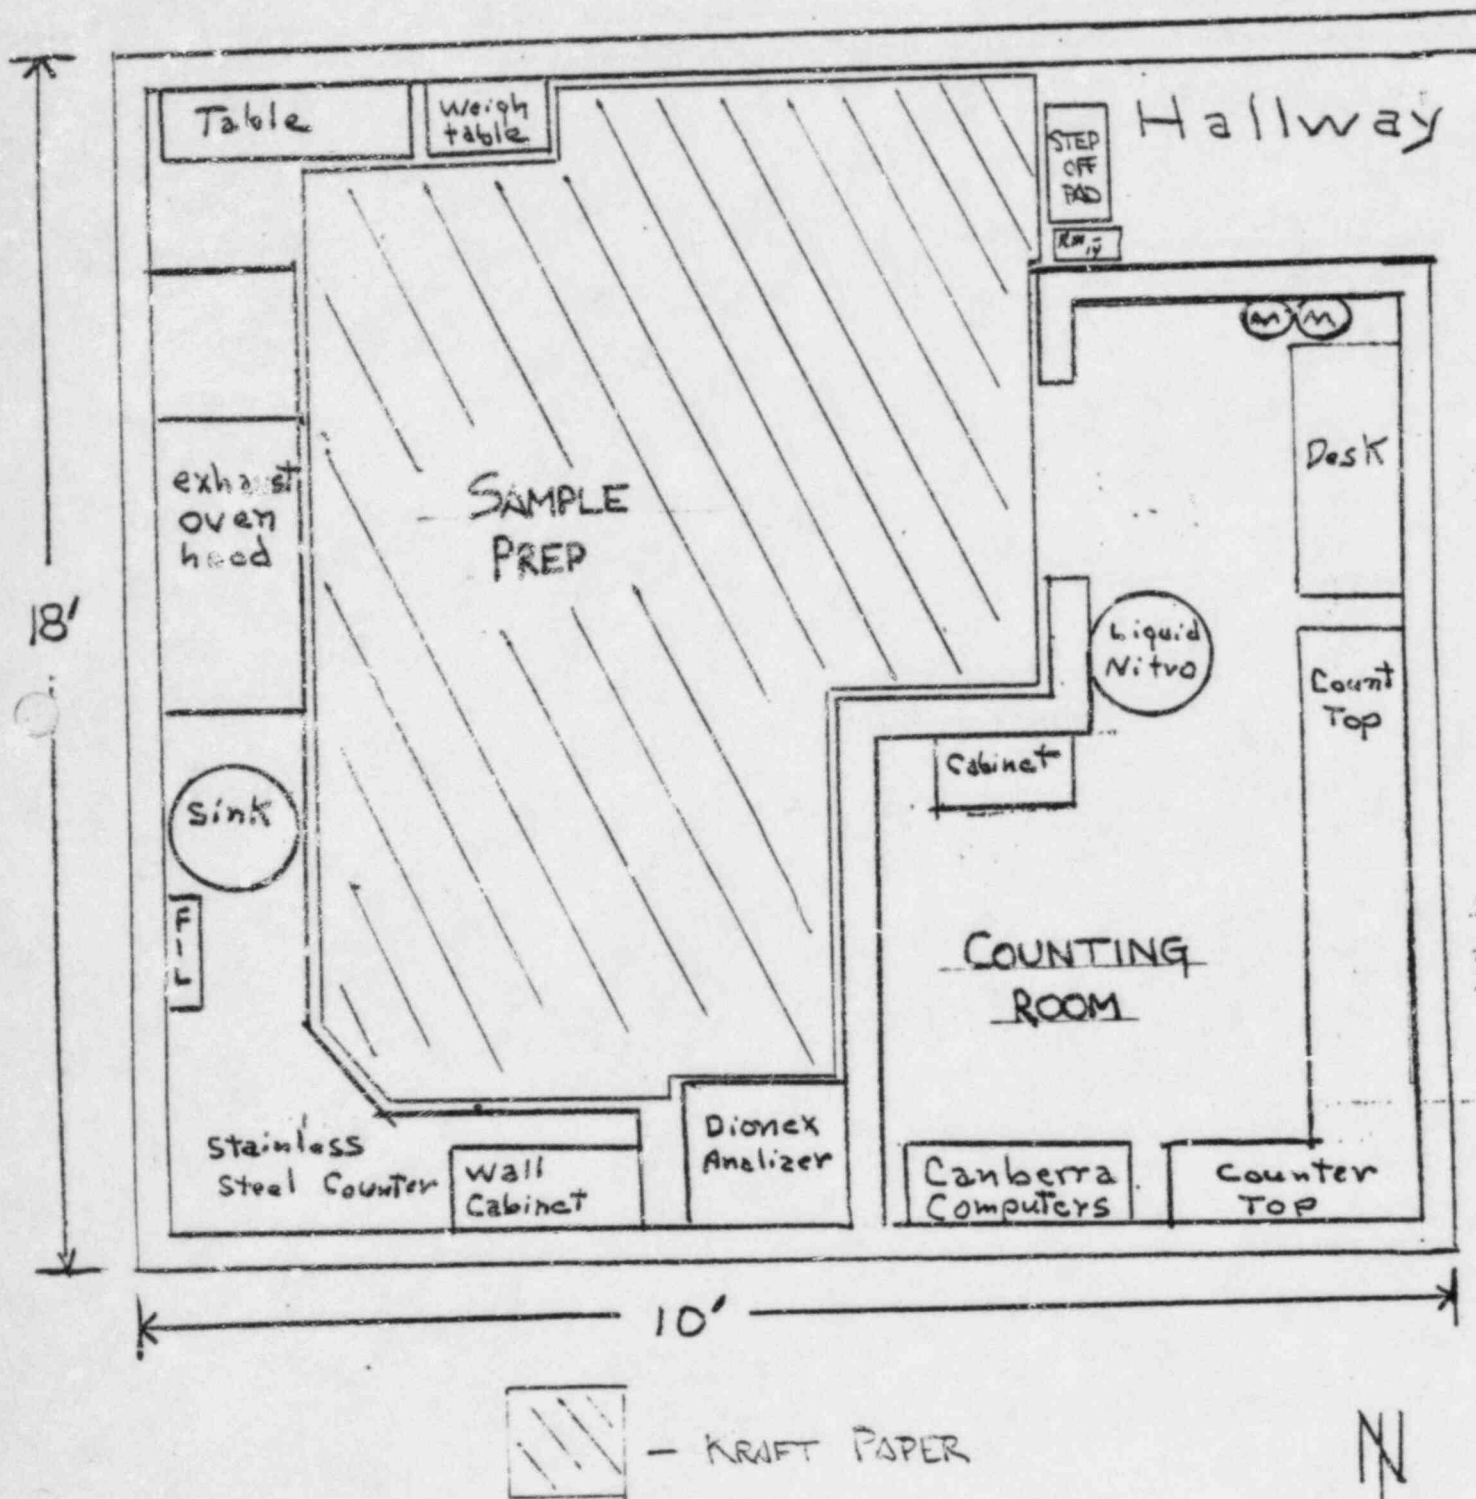 Table
Weigh
table
Hallway
STEP
OFF
PAD
M M
Desk
exhaust
oven
hood
SAMPLE
PREP
18'
Liquid
Nitro
Count
Top
Cabinet
Sink
FIL
COUNTING
ROOM
Stainless
Steel Counter
Wall
Cabinet
Dionex
Analizer
Canberra
Computers
Counter
TOP
10'
- KRAFT PAPER
N